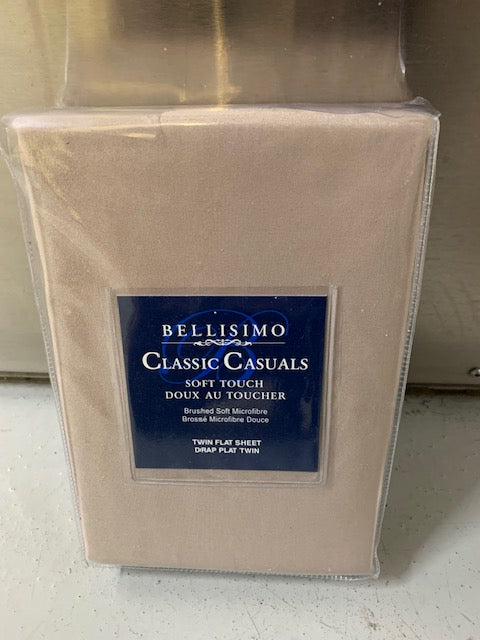 BELLISIMO
CLASSIC CASUALS
SOFT TOUCH
DOUX AU TOUCHER
Brushed Soft Microfibre
Brossé Microfibre Douce
TWIN FLAT SHEET
DRAP PLAT TWIN